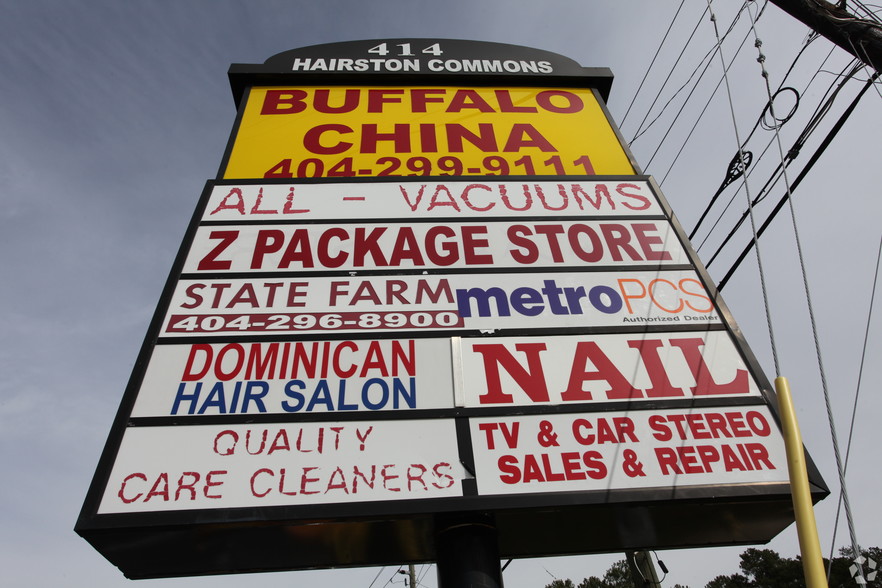 414
HAIRSTON COMMONS
BUFFALO
CHINA
404-299-9111
ALL - VACUUMS
Z PACKAGE STORE
STATE FARM
404-296-8900
metroPCS
Authorized Dealer
DOMINICAN
HAIR SALON
NAIL
QUALITY
CARE CLEANERS
TV & CAR STEREO
SALES & REPAIR